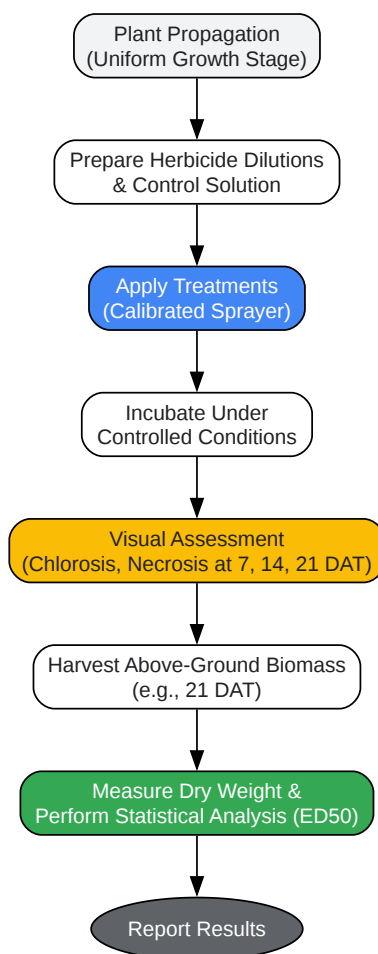 Plant Propagation
(Uniform Growth Stage)
Prepare Herbicide Dilutions
& Control Solution
Apply Treatments
(Calibrated Sprayer)
Incubate Under
Controlled Conditions
Visual Assessment
(Chlorosis, Necrosis at 7, 14, 21 DAT)
Harvest Above-Ground Biomass
(e.g., 21 DAT)
Measure Dry Weight &
Perform Statistical Analysis (ED50)
Report Results